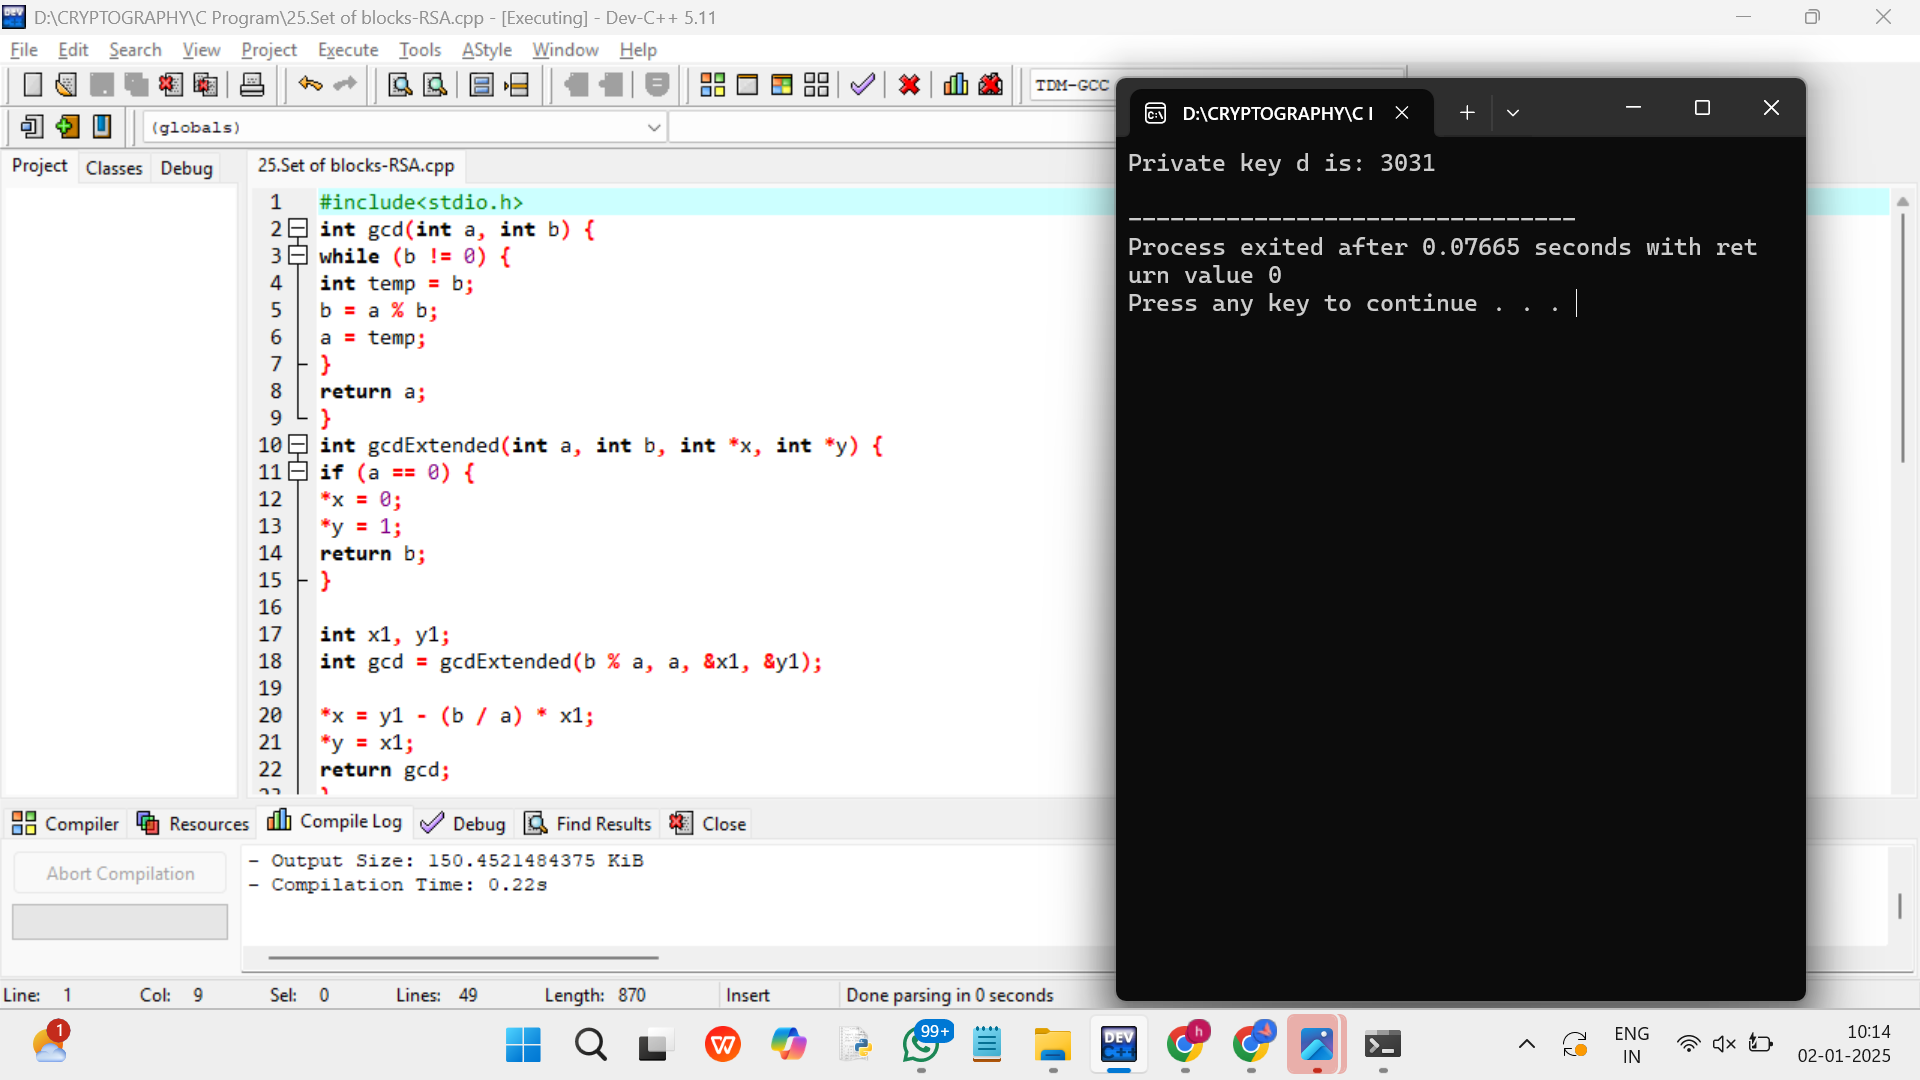 D:\CRYPTOGRAPHY\C Program\25.Set of blocks-RSA.cpp - [Executing] - Dev-C++ 5.11
File Edit Search View Project Execute Tools AStyle Window Help
TDM-GCC
(globals)
Project Classes Debug
25.Set of blocks-RSA.cpp
1 #include<stdio.h>
2 int gcd(int a, int b) {
3 while (b != 0) {
4 int temp = b;
5 b = a % b;
6 a = temp;
7 }
8 return a;
9 }
10 int gcdExtended(int a, int b, int *x, int *y) {
11 if (a == 0) {
12 *x = 0;
13 *y = 1;
14 return b;
15 }
16
17 int x1, y1;
18 int gcd = gcdExtended(b % a, a, &x1, &y1);
19
20 *x = y1 - (b / a) * x1;
21 *y = x1;
22 return gcd;
23 }
D:\CRYPTOGRAPHY\C
Private key d is: 3031
--------------------------------
Process exited after 0.07665 seconds with ret
urn value 0
Press any key to continue . . .
Compiler Resources Compile Log Debug Find Results Close
Abort Compilation
- Output Size: 150.4521484375 KiB
- Compilation Time: 0.22s
Line: 1 Col: 9 Sel: 0 Lines: 49 Length: 870 Insert Done parsing in 0 seconds
1
99+
DEV
C++
h
ENG
IN
10:14
02-01-2025